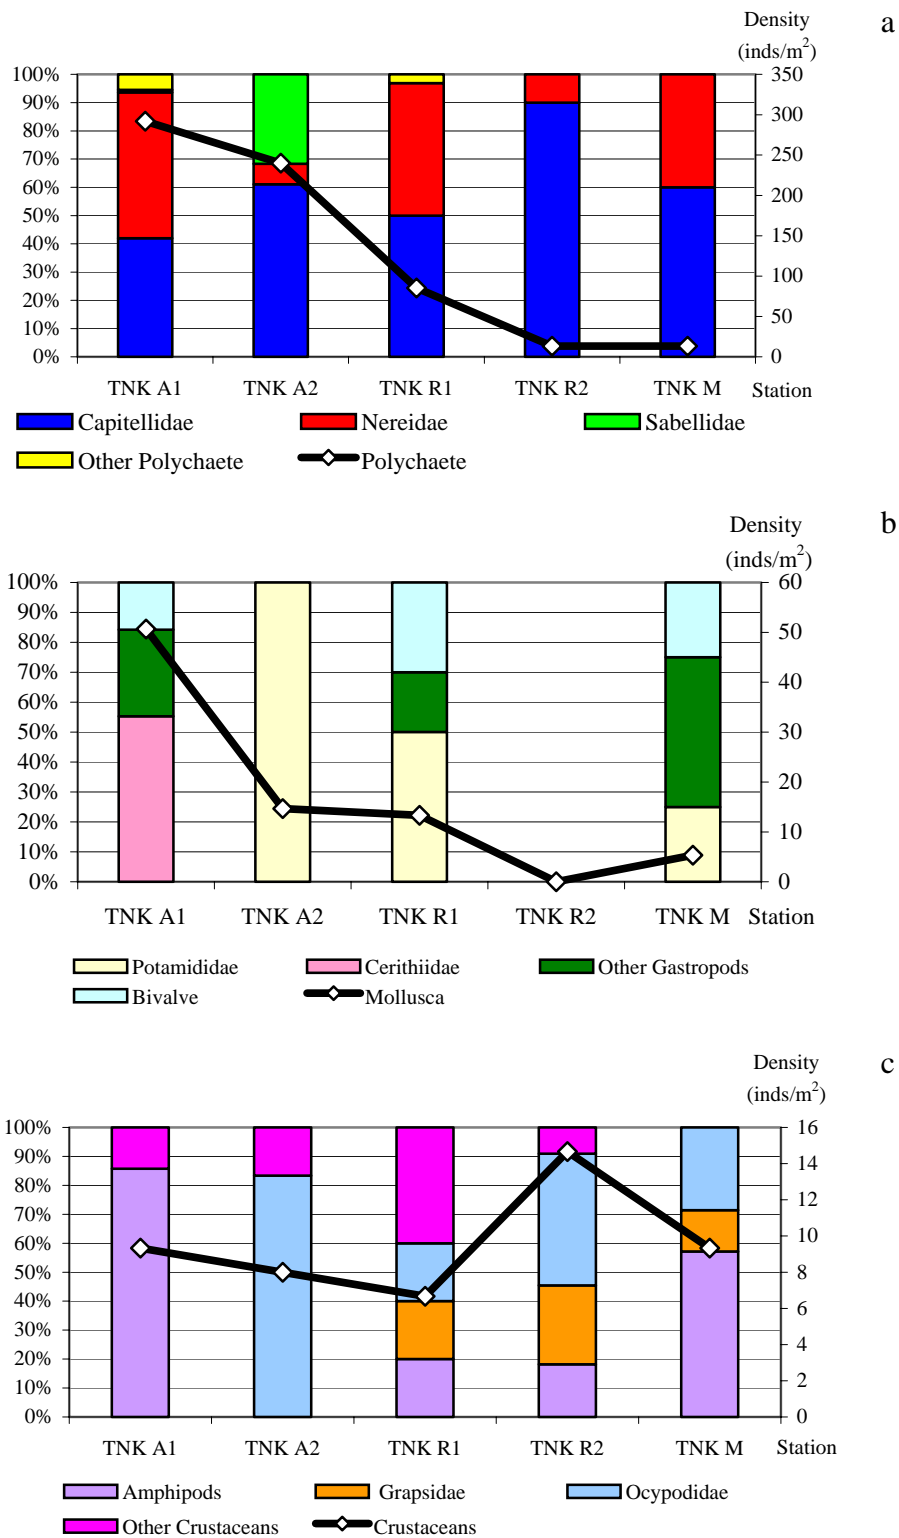 Density
a
(inds/m²)
100% 350
90% 300
80%
250
70%
60% 200
50%
150
40%
30% 100
20%
50
10%
0% 0
TNK A1 TNK A2 TNK R1 TNK R2 TNK M Station
Capitellidae Nereidae Sabellidae
Other Polychaete Polychaete
Density b
(inds/m²)
100% 60
90%
50
80%
70%
40
60%
50% 30
40%
20
30%
20%
10
10%
0% 0
TNK A1 TNK A2 TNK R1 TNK R2 TNK M Station
Potamididae Cerithiidae Other Gastropods
Bivalve Mollusca
Density c
(inds/m²)
100% 16
90% 14
80%
12
70%
60% 10
50% 8
40%
6
30%
4
20%
10% 2
0% 0
TNK A1 TNK A2 TNK R1 TNK R2 TNK M Station
Amphipods Grapsidae Ocypodidae
Other Crustaceans Crustaceans